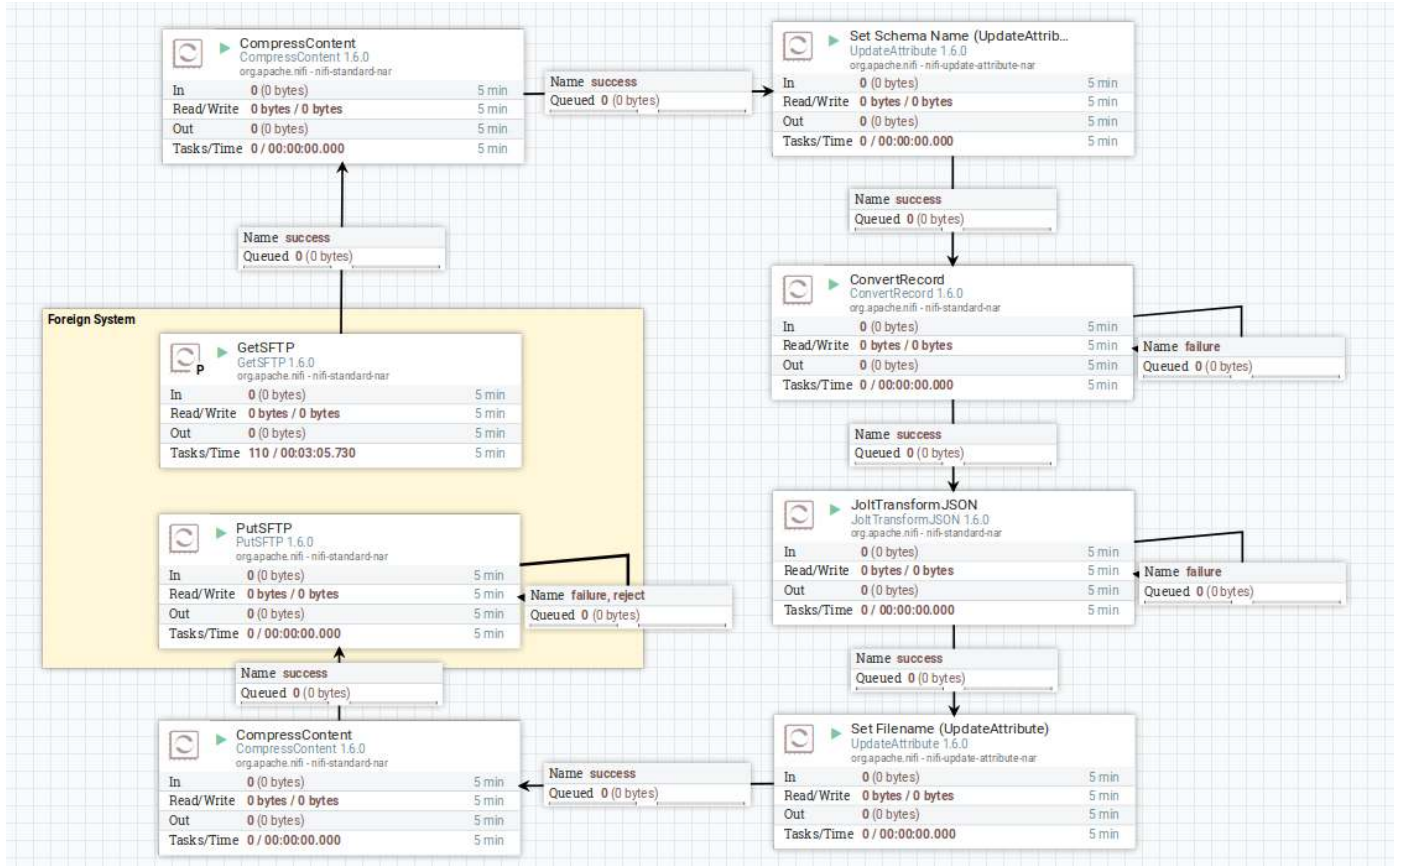 CompressContent
CompressContent 1.6.0
org.apache.nifi - nifi-standard-nar
In 0 (0 bytes) 5 min
Read/Write 0 bytes / 0 bytes 5 min
Out 0 (0 bytes) 5 min
Tasks/Time 0 / 00:00:00.000 5 min
Name success
Queued 0 (0 bytes)
Set Schema Name (UpdateAttrib...
UpdateAttribute 1.6.0
org.apache.nifi - nifi-update-attribute-nar
In 0 (0 bytes) 5 min
Read/Write 0 bytes / 0 bytes 5 min
Out 0 (0 bytes) 5 min
Tasks/Time 0 / 00:00:00.000 5 min
Name success
Queued 0 (0 bytes)
Name success
Queued 0 (0 bytes)
ConvertRecord
ConvertRecord 1.6.0
org.apache.nifi - nifi-standard-nar
In 0 (0 bytes) 5 min
Read/Write 0 bytes / 0 bytes 5 min
Out 0 (0 bytes) 5 min
Tasks/Time 0 / 00:00:00.000 5 min
Name failure
Queued 0 (0 bytes)
Foreign System
GetSFTP
GetSFTP 1.6.0
org.apache.nifi - nifi-standard-nar
P
In 0 (0 bytes) 5 min
Read/Write 0 bytes / 0 bytes 5 min
Out 0 (0 bytes) 5 min
Tasks/Time 110 / 00:03:05.730 5 min
Name success
Queued 0 (0 bytes)
JoltTransformJSON
JoltTransformJSON 1.6.0
org.apache.nifi - nifi-standard-nar
In 0 (0 bytes) 5 min
Read/Write 0 bytes / 0 bytes 5 min
Out 0 (0 bytes) 5 min
Tasks/Time 0 / 00:00:00.000 5 min
Name failure
Queued 0 (0 bytes)
PutSFTP
PutSFTP 1.6.0
org.apache.nifi - nifi-standard-nar
In 0 (0 bytes) 5 min
Read/Write 0 bytes / 0 bytes 5 min
Out 0 (0 bytes) 5 min
Tasks/Time 0 / 00:00:00.000 5 min
Name failure, reject
Queued 0 (0 bytes)
Name success
Queued 0 (0 bytes)
Name success
Queued 0 (0 bytes)
CompressContent
CompressContent 1.6.0
org.apache.nifi - nifi-standard-nar
In 0 (0 bytes) 5 min
Read/Write 0 bytes / 0 bytes 5 min
Out 0 (0 bytes) 5 min
Tasks/Time 0 / 00:00:00.000 5 min
Name success
Queued 0 (0 bytes)
Set Filename (UpdateAttribute)
UpdateAttribute 1.6.0
org.apache.nifi - nifi-update-attribute-nar
In 0 (0 bytes) 5 min
Read/Write 0 bytes / 0 bytes 5 min
Out 0 (0 bytes) 5 min
Tasks/Time 0 / 00:00:00.000 5 min